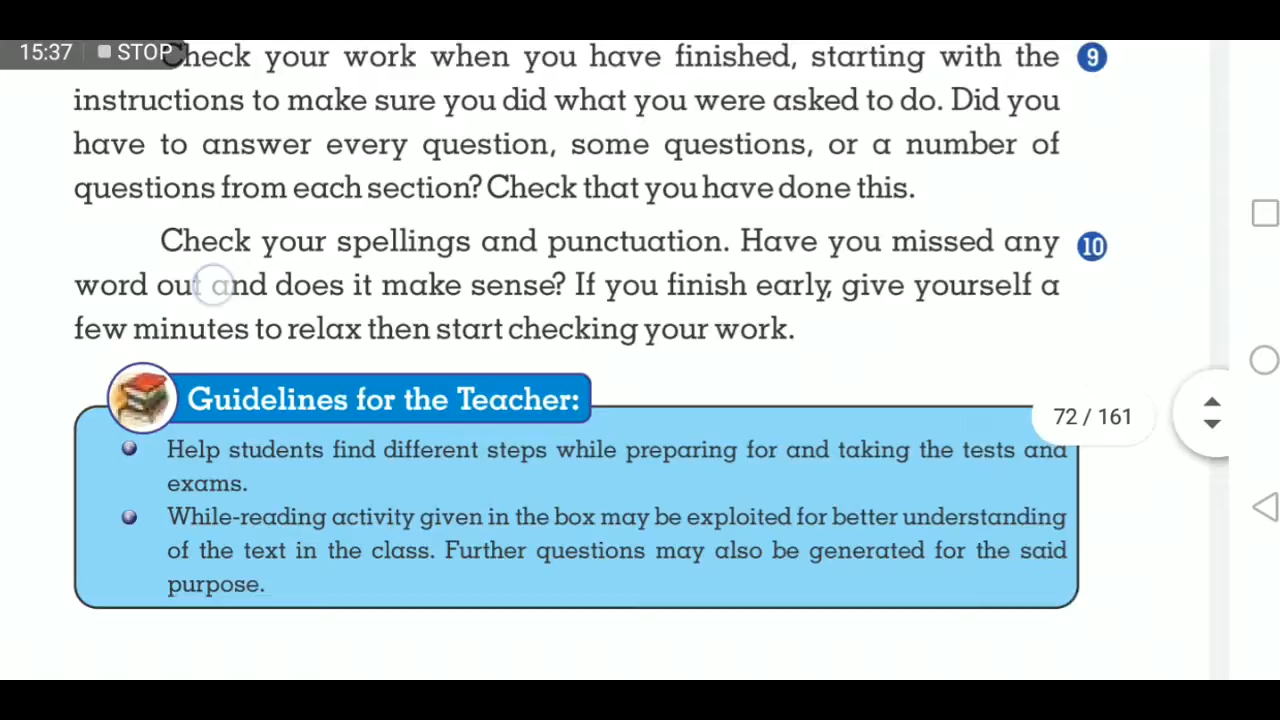 15:37 STOP
Check your work when you have finished, starting with the 9
instructions to make sure you did what you were asked to do. Did you
have to answer every question, some questions, or a number of
questions from each section? Check that you have done this.
Check your spellings and punctuation. Have you missed any 10
word out and does it make sense? If you finish early, give yourself a
few minutes to relax then start checking your work.
Guidelines for the Teacher:
72 / 161
Help students find different steps while preparing for and taking the tests and
exams.
While-reading activity given in the box may be exploited for better understanding
of the text in the class. Further questions may also be generated for the said
purpose.